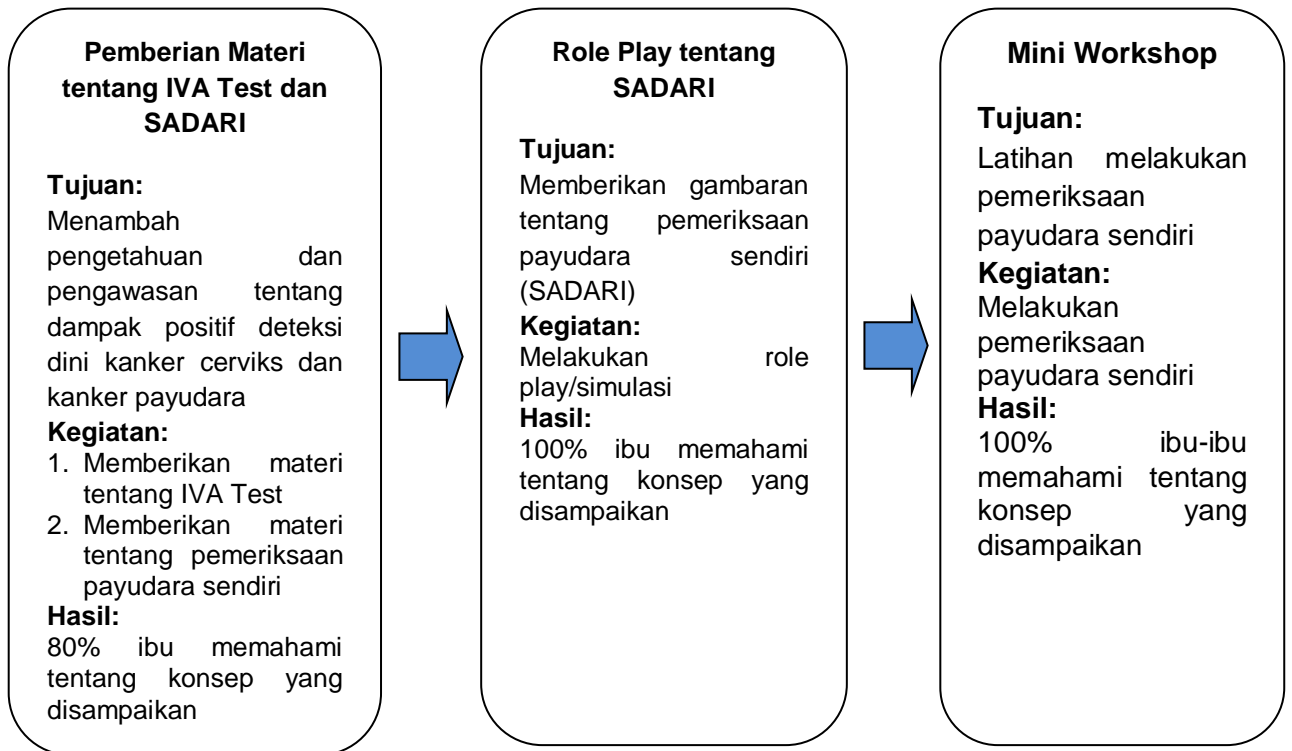 Pemberian Materi
tentang IVA Test dan
SADARI
Tujuan:
Menambah
pengetahuan dan
pengawasan tentang
dampak positif deteksi
dini kanker cerviks dan
kanker payudara
Kegiatan:
1. Memberikan materi
tentang IVA Test
2. Memberikan materi
tentang pemeriksaan
payudara sendiri
Hasil:
80% ibu memahami
tentang konsep yang
disampaikan
Role Play tentang
SADARI
Tujuan:
Memberikan gambaran
tentang pemeriksaan
payudara sendiri
(SADARI)
Kegiatan:
Melakukan role
play/simulasi
Hasil:
100% ibu memahami
tentang konsep yang
disampaikan
Mini Workshop
Tujuan:
Latihan melakukan
pemeriksaan
payudara sendiri
Kegiatan:
Melakukan
pemeriksaan
payudara sendiri
Hasil:
100% ibu-ibu
memahami tentang
konsep yang
disampaikan